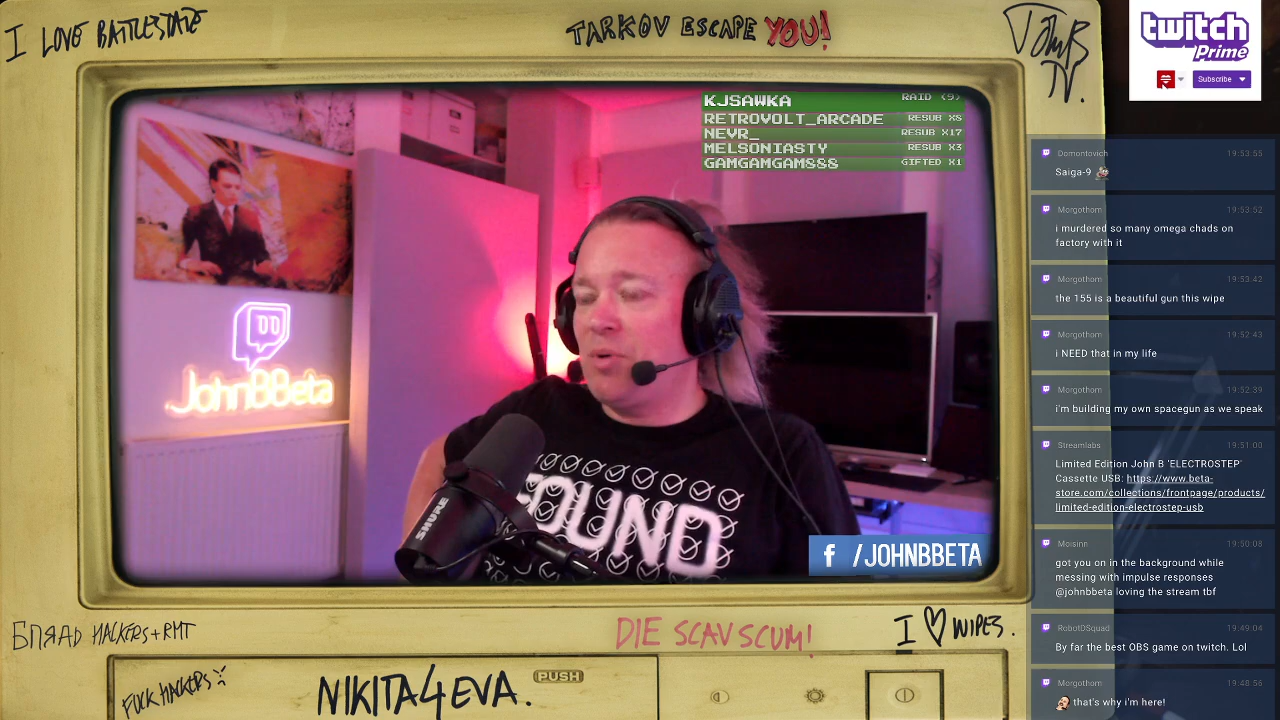 I LOVE BATTLESTATE
TARKOV ESCAPE YOU!
JohnB
TV.
twitch
Prime
Subscribe
KJSAWKA RAID (9)
RETROVOLT_ARCADE RESUB X8
NEVR_ RESUB X17
MELSONIASTY RESUB X3
GAMGAMGAM888 GIFTED X1
JohnBBeta
SHURE
OUND
f /JOHNBBETA
DIE SCAV SCUM!
I ♡ WIPES.
HACKERS+RMT
FUCK HACKERS
NIKITA4EVA.
PUSH
Domontovich 19:53:55
Saiga-9
Morgothom 19:53:52
i murdered so many omega chads on
factory with it
Morgothom 19:53:42
the 155 is a beautiful gun this wipe
Morgothom 19:52:43
i NEED that in my life
Morgothom 19:52:39
i'm building my own spacegun as we speak
Streamlabs 19:51:00
Limited Edition John B 'ELECTROSTEP'
Cassette USB: https://www.beta-
store.com/collections/frontpage/products/
limited-edition-electrostep-usb
Moisinn 19:50:03
got you on in the background while
messing with impulse responses
@johnbbeta loving the stream tbf
RobotDSquad 19:49:04
By far the best OBS game on twitch. Lol
Morgothom 19:48:56
that's why i'm here!